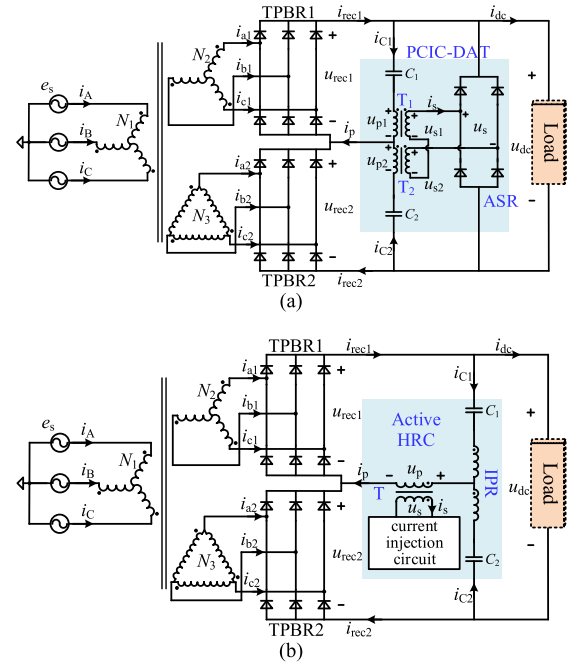 TPBR1
i_rec1
i_dc
i_a1
N_2
i_b1
i_c1
+
u_rec1
−
i_C1
PCIC-DAT
C_1
e_s
i_A
N_1
i_B
i_C
T_1
i_s
+
+
+
u_p1
u_s1
u_s
−
−
−
i_p
+
+
u_p2
T_2
u_s2
−
−
+
u_dc
−
Load
i_a2
i_b2
N_3
i_c2
+
u_rec2
−
C_2
ASR
i_C2
TPBR2
i_rec2
(a)
TPBR1
i_rec1
i_dc
i_a1
N_2
i_b1
i_c1
+
u_rec1
−
i_C1
C_1
Active
HRC
e_s
i_A
N_1
i_B
i_C
i_p
−
u_p
+
T
u_s
i_s
IPR
current
injection
circuit
+
u_dc
−
Load
i_a2
i_b2
N_3
i_c2
+
u_rec2
−
C_2
i_C2
TPBR2
i_rec2
(b)